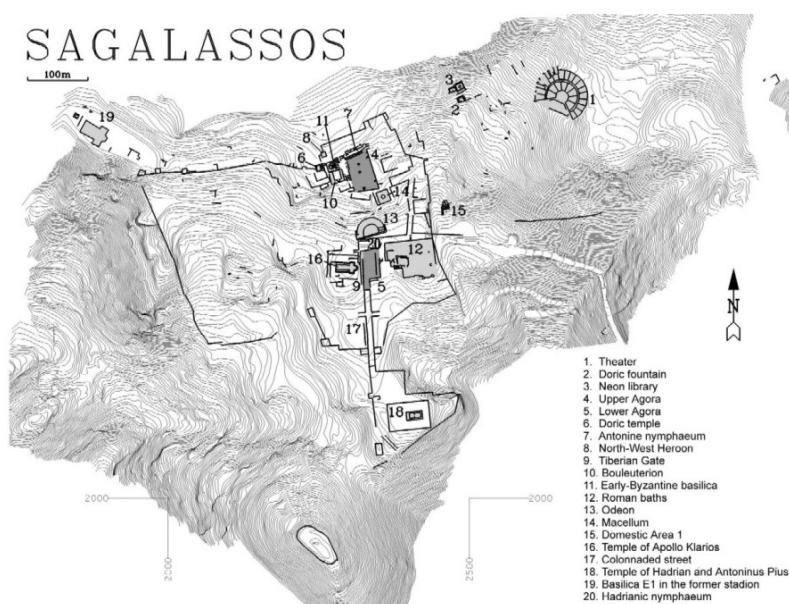 SAGALASSOS
100m
19
11
7
8
6
4
10
14
3
2
1
13
15
20
12
16
9
5
17
18
N
2000
2000
2000
2500
1. Theater
2. Doric fountain
3. Neon library
4. Upper Agora
5. Lower Agora
6. Doric temple
7. Antonine nymphaeum
8. North-West Heroon
9. Tiberian Gate
10. Bouleuterion
11. Early-Byzantine basilica
12. Roman baths
13. Odeon
14. Macellum
15. Domestic Area 1
16. Temple of Apollo Klarios
17. Colonnaded street
18. Temple of Hadrian and Antoninus Pius
19. Basilica E1 in the former stadion
20. Hadrianic nymphaeum